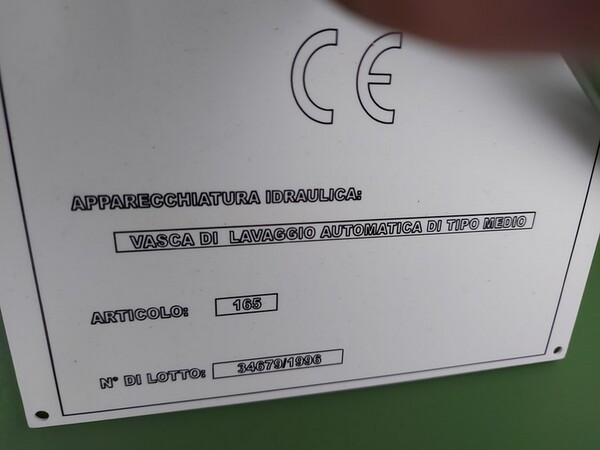 CE
APPARECCHIATURA IDRAULICA:
VASCA DI LAVAGGIO AUTOMATICA DI TIPO MEDIO
ARTICOLO: 165
N° DI LOTTO: 34679/1996